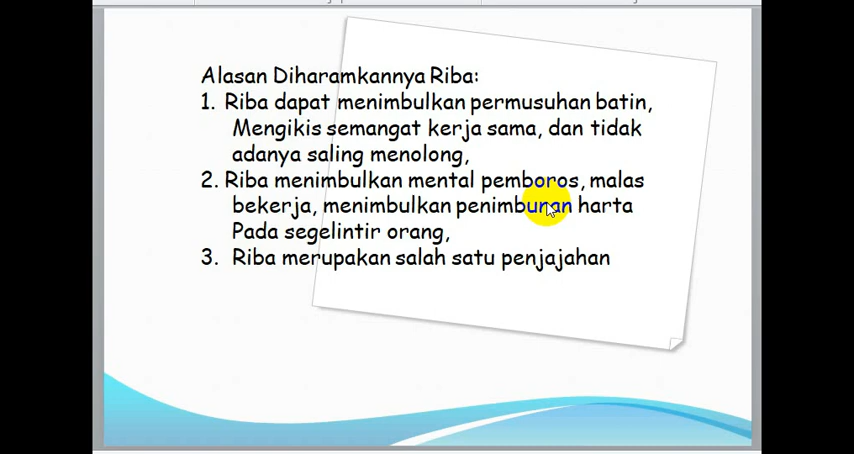 Alasan Diharamkannya Riba:
1. Riba dapat menimbulkan permusuhan batin,
Mengikis semangat kerja sama, dan tidak
adanya saling menolong,
2. Riba menimbulkan mental pemboros, malas
bekerja, menimbulkan penimbunan harta
Pada segelintir orang,
3. Riba merupakan salah satu penjajahan